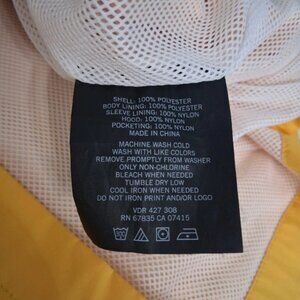 SHELL: 100% POLYESTER
BODY LINING: 100% POLYESTER
SLEEVE LINING: 100% NYLON
HOOD: 100% NYLON
POCKETING: 100% NYLON
MADE IN CHINA
MACHINE WASH COLD
WASH WITH LIKE COLORS
REMOVE PROMPTLY FROM WASHER
ONLY NON-CHLORINE
BLEACH WHEN NEEDED
TUMBLE DRY LOW
COOL IRON WHEN NEEDED
DO NOT IRON PRINT AND/OR LOGO
VDR 427 308
RN 67835 CA 07415